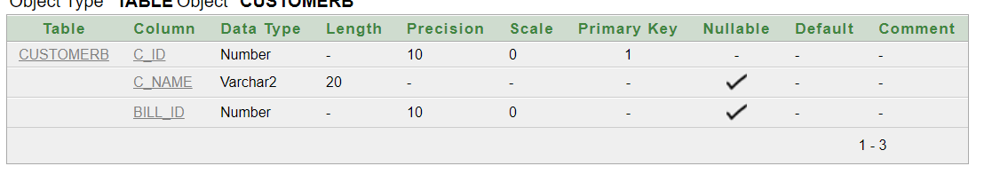 Object Type TABLE Object CUSTOMERB
Table Column Data Type Length Precision Scale Primary Key Nullable Default Comment
CUSTOMERB C_ID Number - 10 0 1 - - -
C_NAME Varchar2 20 - - - - -
BILL_ID Number - 10 0 - - -
1 - 3